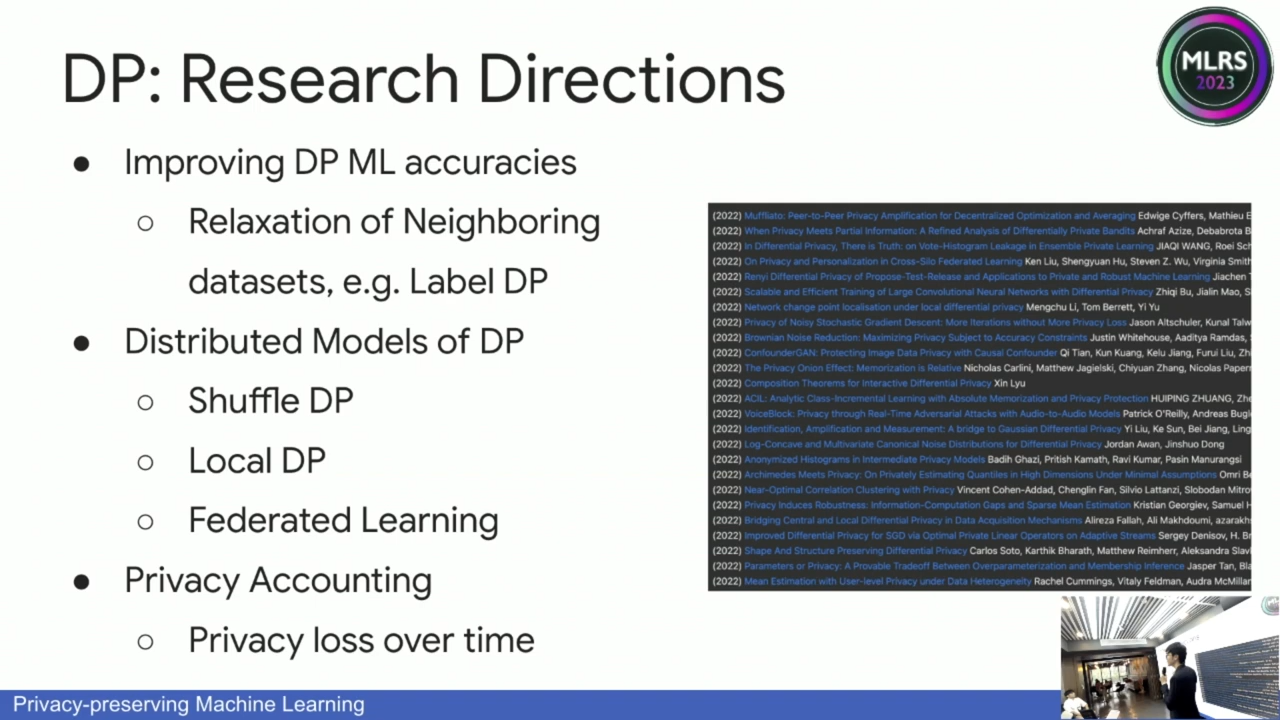 DP: Research Directions
MLRS
2023
● Improving DP ML accuracies
○ Relaxation of Neighboring
datasets, e.g. Label DP
● Distributed Models of DP
○ Shuffle DP
○ Local DP
○ Federated Learning
● Privacy Accounting
○ Privacy loss over time
(2022) Muffliato: Peer-to-Peer Privacy Amplification for Decentralized Optimization and Averaging Edwige Cyffers, Mathieu E
(2022) When Privacy Meets Partial Information: A Refined Analysis of Differentially Private Bandits Achraf Azize, Debabrota B
(2022) In Differential Privacy, There is Truth: on Vote-Histogram Leakage in Ensemble Private Learning JIAQI WANG, Roei Sch
(2022) On Privacy and Personalization in Cross-Silo Federated Learning Ken Liu, Shengyuan Hu, Steven Z. Wu, Virginia Smith
(2022) Renyi Differential Privacy of Propose-Test-Release and Applications to Private and Robust Machine Learning Jiachen T
(2022) Scalable and Efficient Training of Large Convolutional Neural Networks with Differential Privacy Zhiqi Bu, Jialin Mao, S
(2022) Network change point localisation under local differential privacy Mengchu Li, Tom Berrett, Yi Yu
(2022) Privacy of Noisy Stochastic Gradient Descent: More Iterations without More Privacy Loss Jason Altschuler, Kunal Talw
(2022) Brownian Noise Reduction: Maximizing Privacy Subject to Accuracy Constraints Justin Whitehouse, Aaditya Ramdas,
(2022) ConfounderGAN: Protecting Image Data Privacy with Causal Confounder Qi Tian, Kun Kuang, Kelu Jiang, Furui Liu, Zh
(2022) The Privacy Onion Effect: Memorization is Relative Nicholas Carlini, Matthew Jagielski, Chiyuan Zhang, Nicolas Papern
(2022) Composition Theorems for Interactive Differential Privacy Xin Lyu
(2022) ACIL: Analytic Class-Incremental Learning with Absolute Memorization and Privacy Protection HUIPING ZHUANG, Zhe
(2022) VoiceBlock: Privacy through Real-Time Adversarial Attacks with Audio-to-Audio Models Patrick O'Reilly, Andreas Bugl
(2022) Identification, Amplification and Measurement: A bridge to Gaussian Differential Privacy Yi Liu, Ke Sun, Bei Jiang, Ling
(2022) Log-Concave and Multivariate Canonical Noise Distributions for Differential Privacy Jordan Awan, Jinshuo Dong
(2022) Anonymized Histograms in Intermediate Privacy Models Badih Ghazi, Pritish Kamath, Ravi Kumar, Pasin Manurangsi
(2022) Archimedes Meets Privacy: On Privately Estimating Quantiles in High Dimensions Under Minimal Assumptions Omri Be
(2022) Near-Optimal Correlation Clustering with Privacy Vincent Cohen-Addad, Chenglin Fan, Silvio Lattanzi, Slobodan Mitro
(2022) Privacy Induces Robustness: Information-Computation Gaps and Sparse Mean Estimation Kristian Georgiev, Samuel H
(2022) Bridging Central and Local Differential Privacy in Data Acquisition Mechanisms Alireza Fallah, Ali Makhdoumi, azarakh
(2022) Improved Differential Privacy for SGD via Optimal Private Linear Operators on Adaptive Streams Sergey Denisov, H. Br
(2022) Shape And Structure Preserving Differential Privacy Carlos Soto, Karthik Bharath, Matthew Reimherr, Aleksandra Slav
(2022) Parameters or Privacy: A Provable Tradeoff Between Overparameterization and Membership Inference Jasper Tan, Bla
(2022) Mean Estimation with User-level Privacy under Data Heterogeneity Rachel Cummings, Vitaly Feldman, Audra McMillan
Privacy-preserving Machine Learning